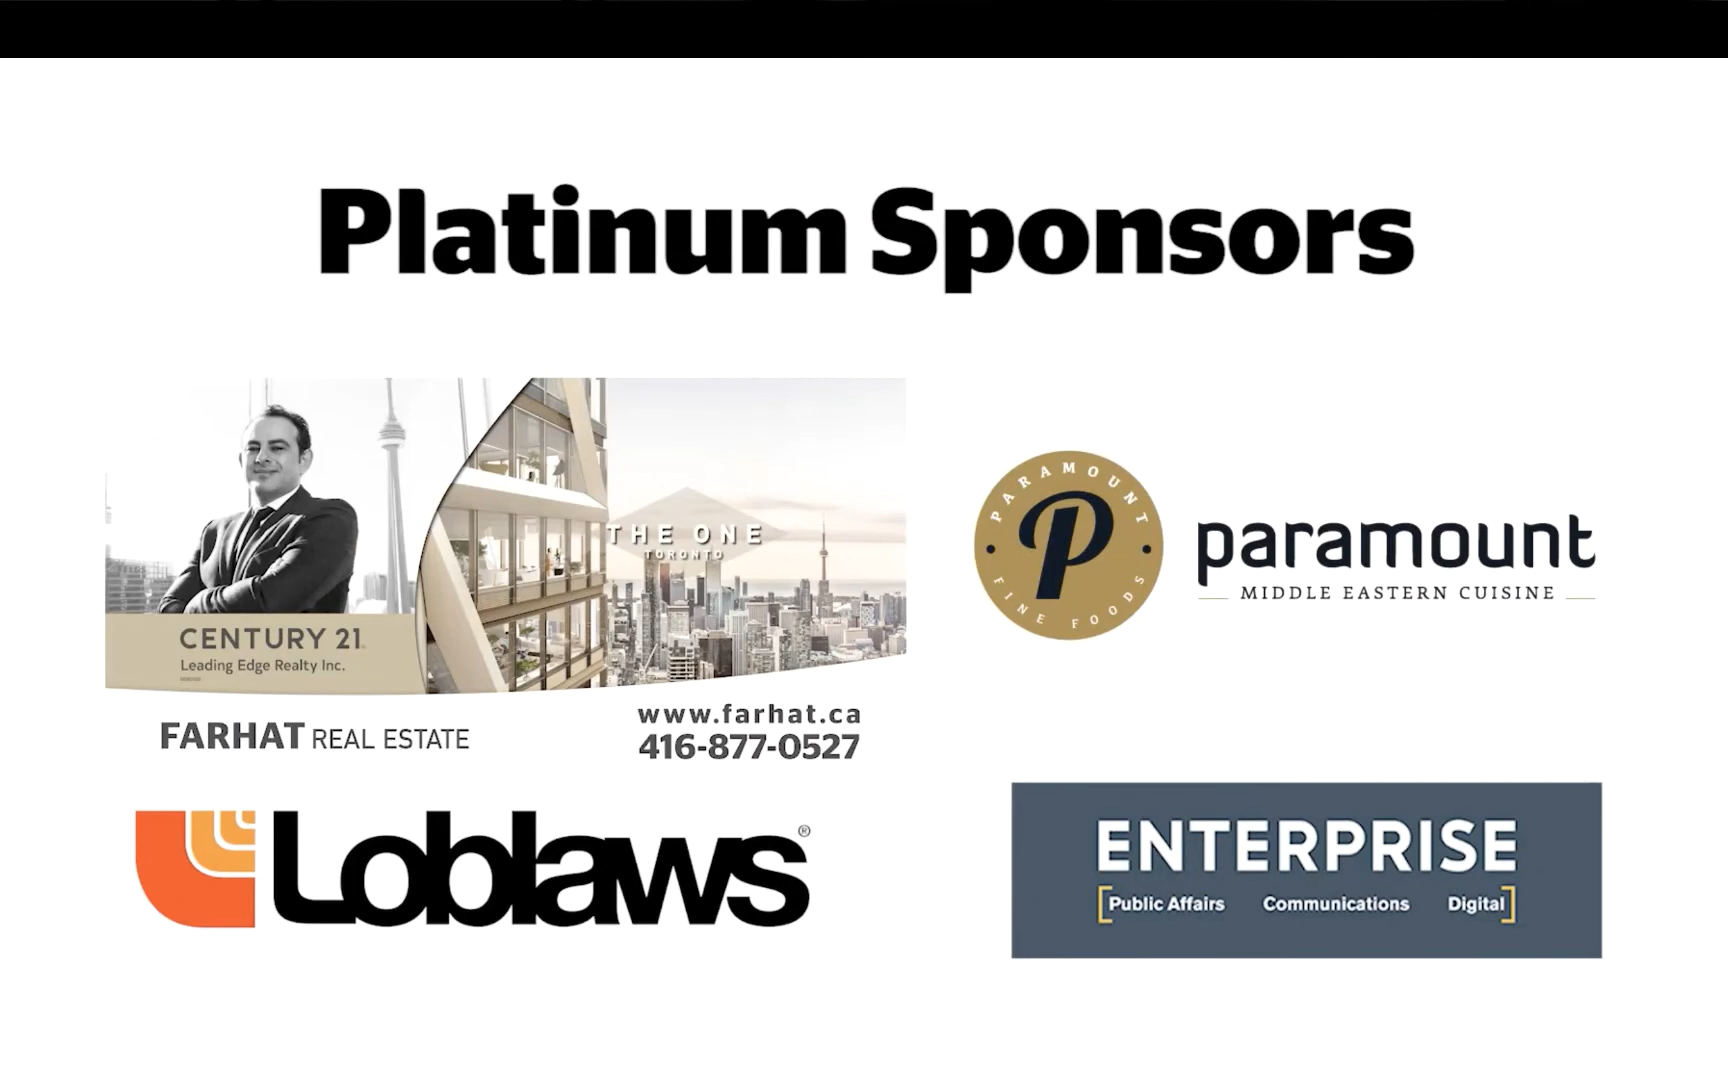 Platinum Sponsors
THE ONE
TORONTO
CENTURY 21
Leading Edge Realty Inc.
FARHAT REAL ESTATE
www.farhat.ca
416-877-0527
PARAMOUNT
P
FINE FOODS
paramount
MIDDLE EASTERN CUISINE
Loblaws®
ENTERPRISE
[Public Affairs Communications Digital]